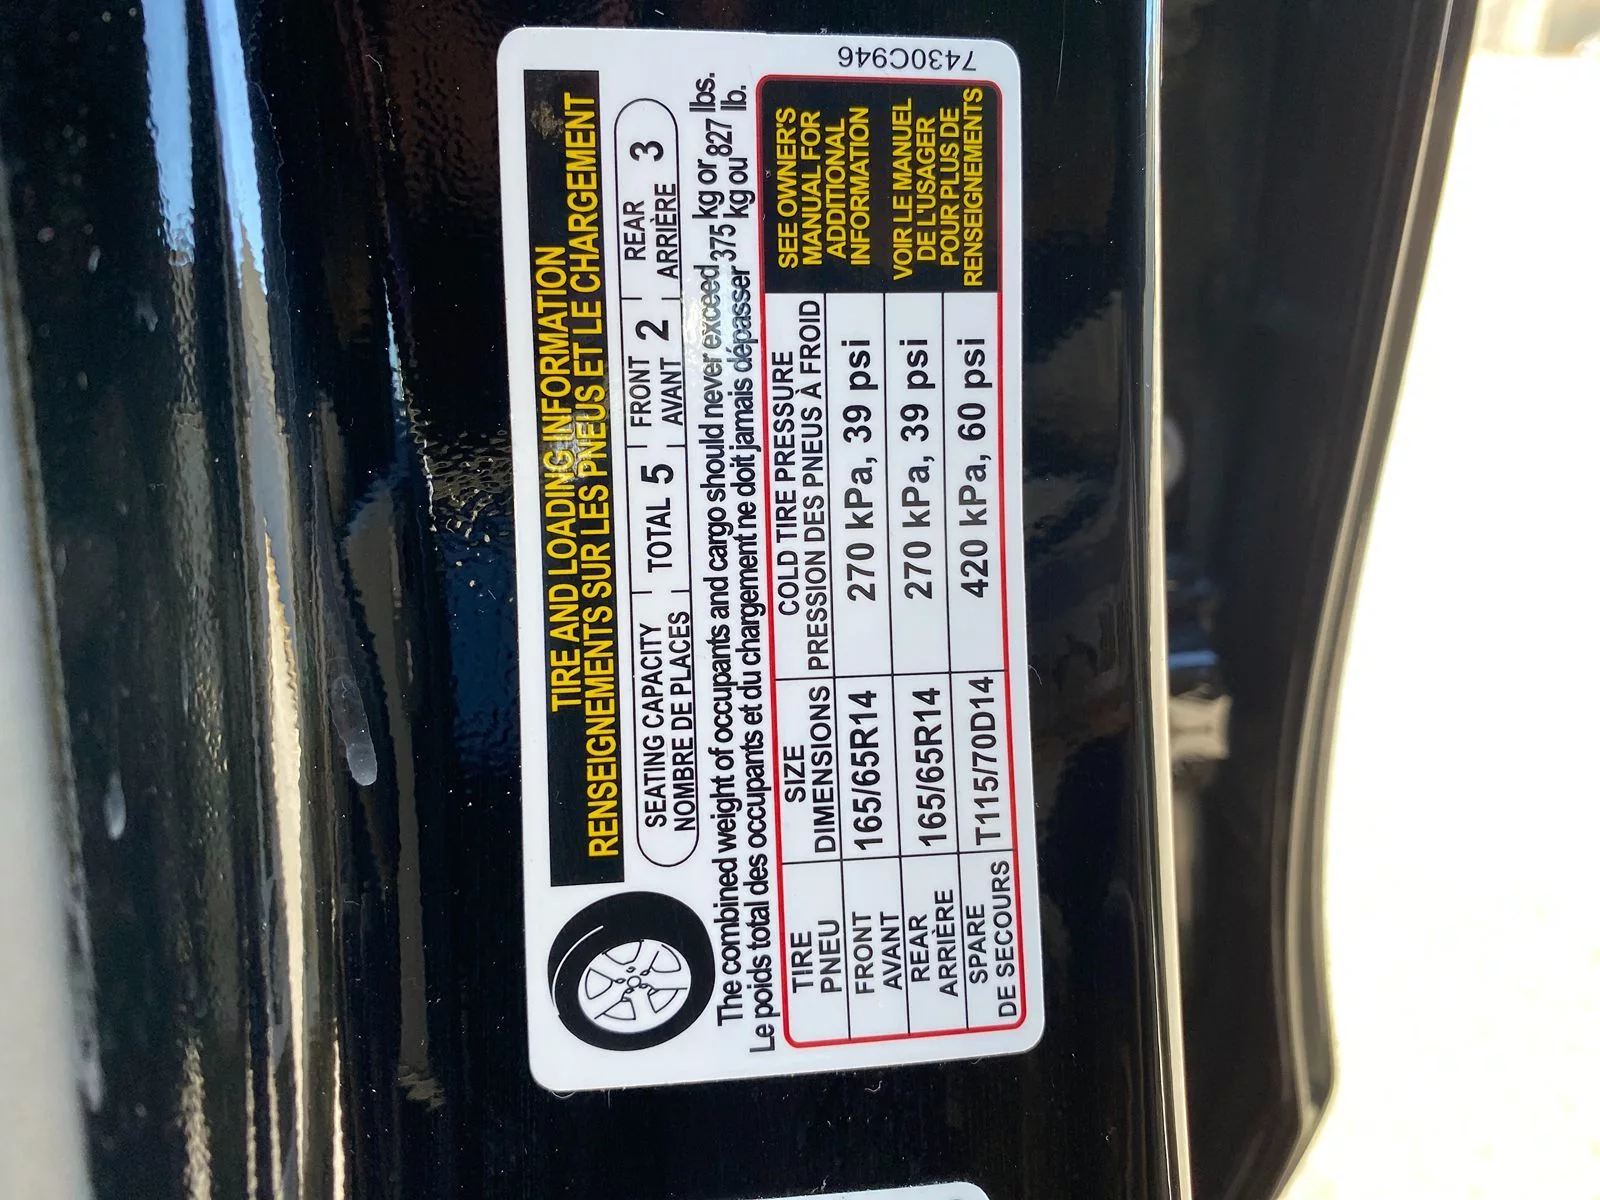 TIRE AND LOADING INFORMATION
RENSEIGNEMENTS SUR LES PNEUS ET LE CHARGEMENT
SEATING CAPACITY
NOMBRE DE PLACES
TOTAL 5
FRONT
AVANT 2
REAR
ARRIÈRE 3
The combined weight of occupants and cargo should never exceed 375 kg or 827 lbs.
Le poids total des occupants et du chargement ne doit jamais dépasser 375 kg ou 827 lb.
TIRE
PNEU
SIZE
DIMENSIONS
COLD TIRE PRESSURE
PRESSION DES PNEUS À FROID
FRONT
AVANT
165/65R14
270 kPa, 39 psi
REAR
ARRIÈRE
165/65R14
270 kPa, 39 psi
SPARE
DE SECOURS
T115/70D14
420 kPa, 60 psi
SEE OWNER'S
MANUAL FOR
ADDITIONAL
INFORMATION
VOIR LE MANUEL
DE L'USAGER
POUR PLUS DE
RENSEIGNEMENTS
7430C946